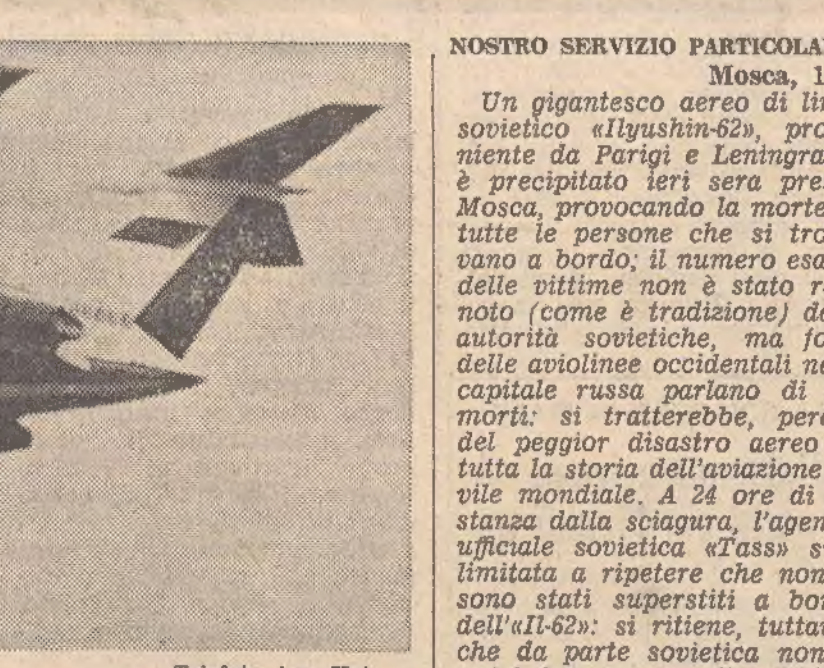 NOSTRO SERVIZIO PARTICOLA
Mosca, 1
Un gigantesco aereo di li
sovietico «Ilyushin-62», pro
niente da Parigi e Leningra
è precipitato ieri sera pre
Mosca, provocando la morte
tutte le persone che si tro
vano a bordo; il numero esa
delle vittime non è stato r
noto (come è tradizione) d
autorità sovietiche, ma fo
delle aviolinee occidentali ne
capitale russa parlano di
morti: si tratterebbe, per
del peggior disastro aereo
tutta la storia dell'aviazione
vile mondiale. A 24 ore di
stanza dalla sciagura, l'agen
ufficiale sovietica «Tass» s
limitata a ripetere che non
sono stati superstiti a bor
dell'«Il-62»: si ritiene, tutta
che da parte sovietica non